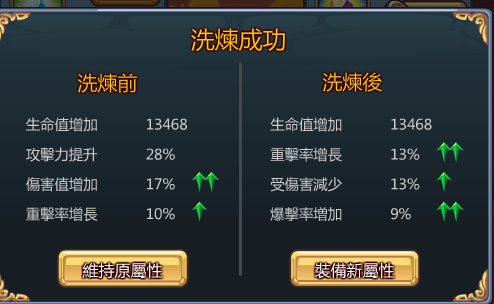 洗煉成功
洗煉前
生命值增加 13468
攻擊力提升 28%
傷害值增加 17%
重擊率增長 10%
維持原屬性
洗煉後
生命值增加 13468
重擊率增長 13%
受傷害減少 13%
爆擊率增加 9%
裝備新屬性